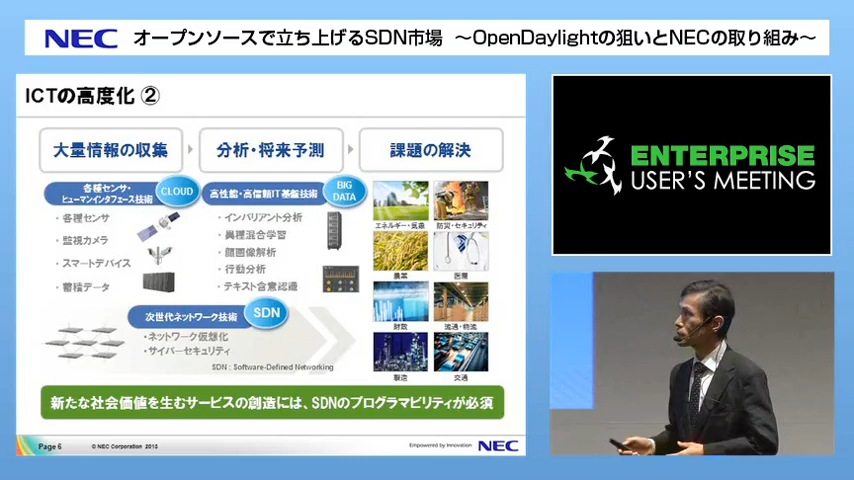 NEC オープンソースで立ち上げるSDN市場 ～OpenDaylightの狙いとNECの取り組み～
ICTの高度化 ②
大量情報の収集
分析・将来予測
課題の解決
各種センサ・
ヒューマンインタフェース技術
CLOUD
・各種センサ
・監視カメラ
・スマートデバイス
・蓄積データ
高性能・高信頼IT基盤技術
BIG
DATA
・インバリアント分析
・異種混合学習
・顔画像解析
・行動分析
・テキスト含意認識
エネルギー・気象
防災・セキュリティ
農業
医療
財政
流通・物流
製造
交通
次世代ネットワーク技術
SDN
・ネットワーク仮想化
・サイバーセキュリティ
SDN : Software-Defined Networking
新たな社会価値を生むサービスの創造には、SDNのプログラマビリティが必須
Page 6
© NEC Corporation 2013
Empowered by Innovation
NEC
ENTERPRISE
USER'S MEETING